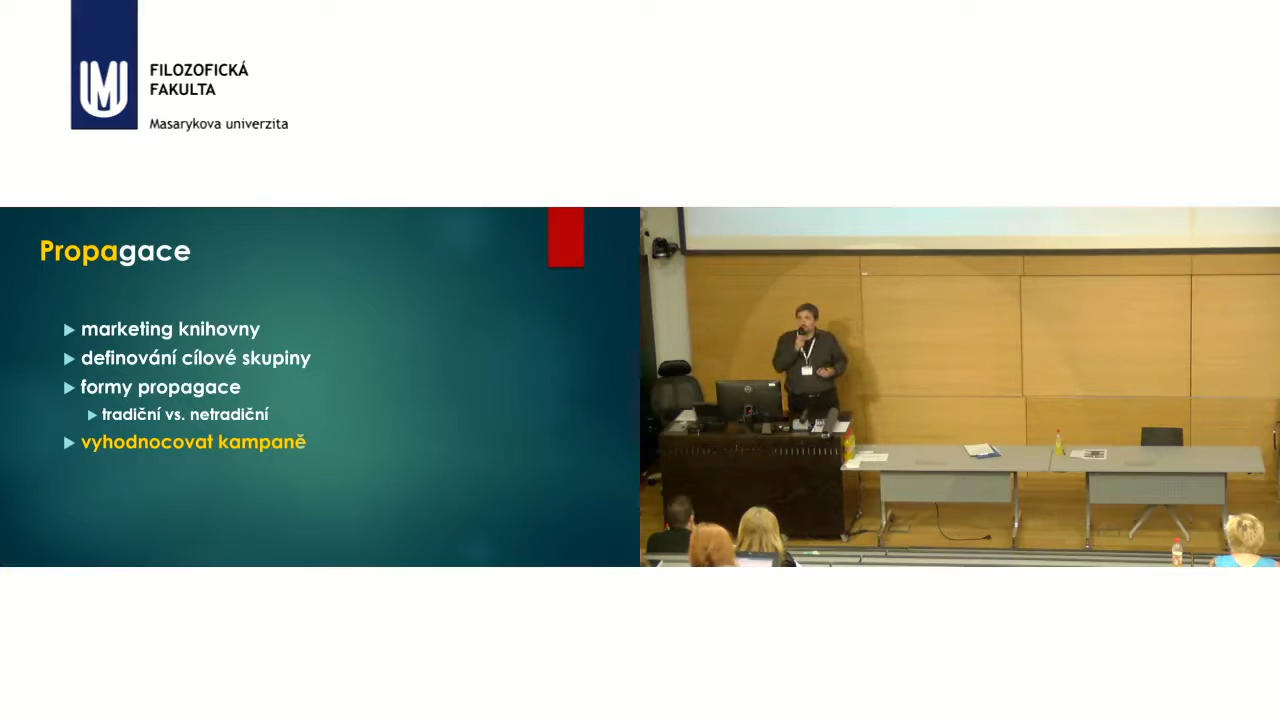 FILOZOFICKÁ
FAKULTA
Masarykova univerzita
Propagace
marketing knihovny
definování cílové skupiny
formy propagace
tradiční vs. netradiční
vyhodnocovat kampaně